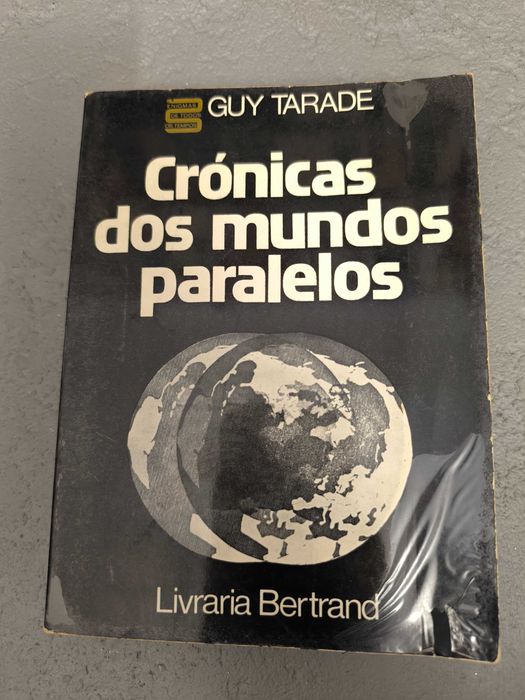 ENIGMAS
DE TODOS
OS TEMPOS
GUY TARADE
Crónicas
dos mundos
paralelos
Livraria Bertrand